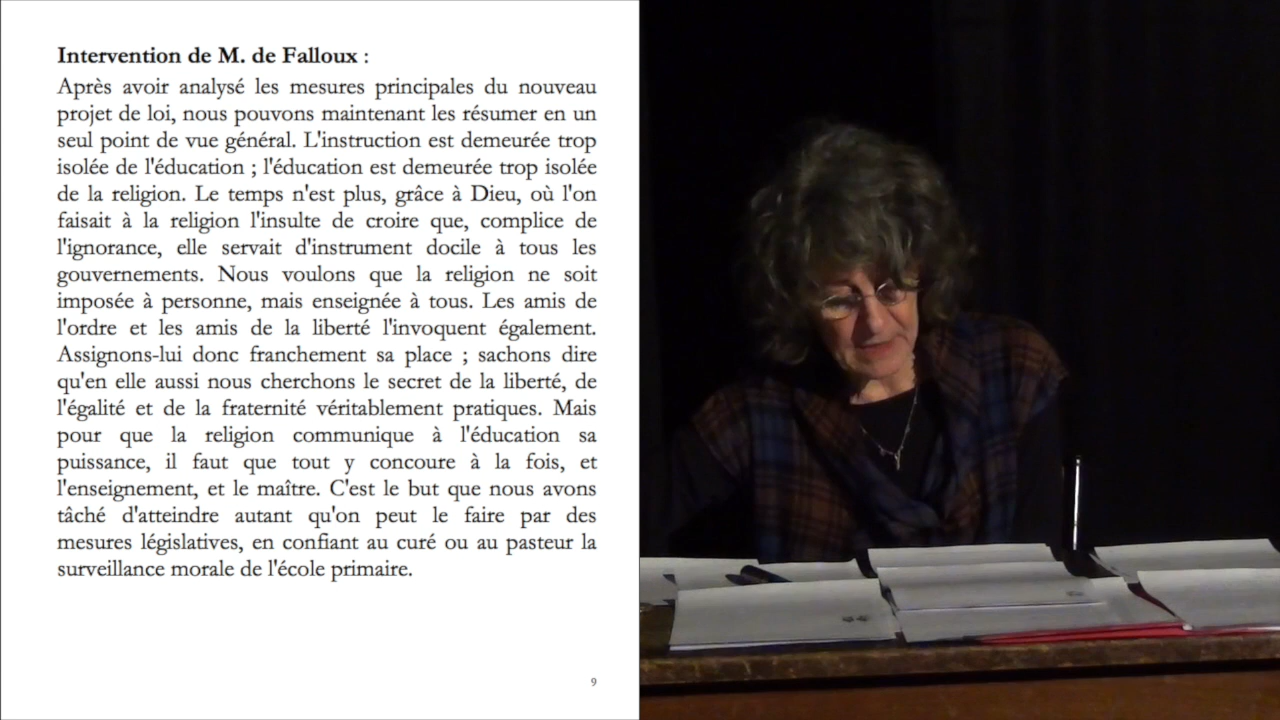 Intervention de M. de Falloux :
Après avoir analysé les mesures principales du nouveau
projet de loi, nous pouvons maintenant les résumer en un
seul point de vue général. L'instruction est demeurée trop
isolée de l'éducation ; l'éducation est demeurée trop isolée
de la religion. Le temps n'est plus, grâce à Dieu, où l'on
faisait à la religion l'insulte de croire que, complice de
l'ignorance, elle servait d'instrument docile à tous les
gouvernements. Nous voulons que la religion ne soit
imposée à personne, mais enseignée à tous. Les amis de
l'ordre et les amis de la liberté l'invoquent également.
Assignons-lui donc franchement sa place ; sachons dire
qu'en elle aussi nous cherchons le secret de la liberté, de
l'égalité et de la fraternité véritablement pratiques. Mais
pour que la religion communique à l'éducation sa
puissance, il faut que tout y concoure à la fois, et
l'enseignement, et le maître. C'est le but que nous avons
tâché d'atteindre autant qu'on peut le faire par des
mesures législatives, en confiant au curé ou au pasteur la
surveillance morale de l'école primaire.
9